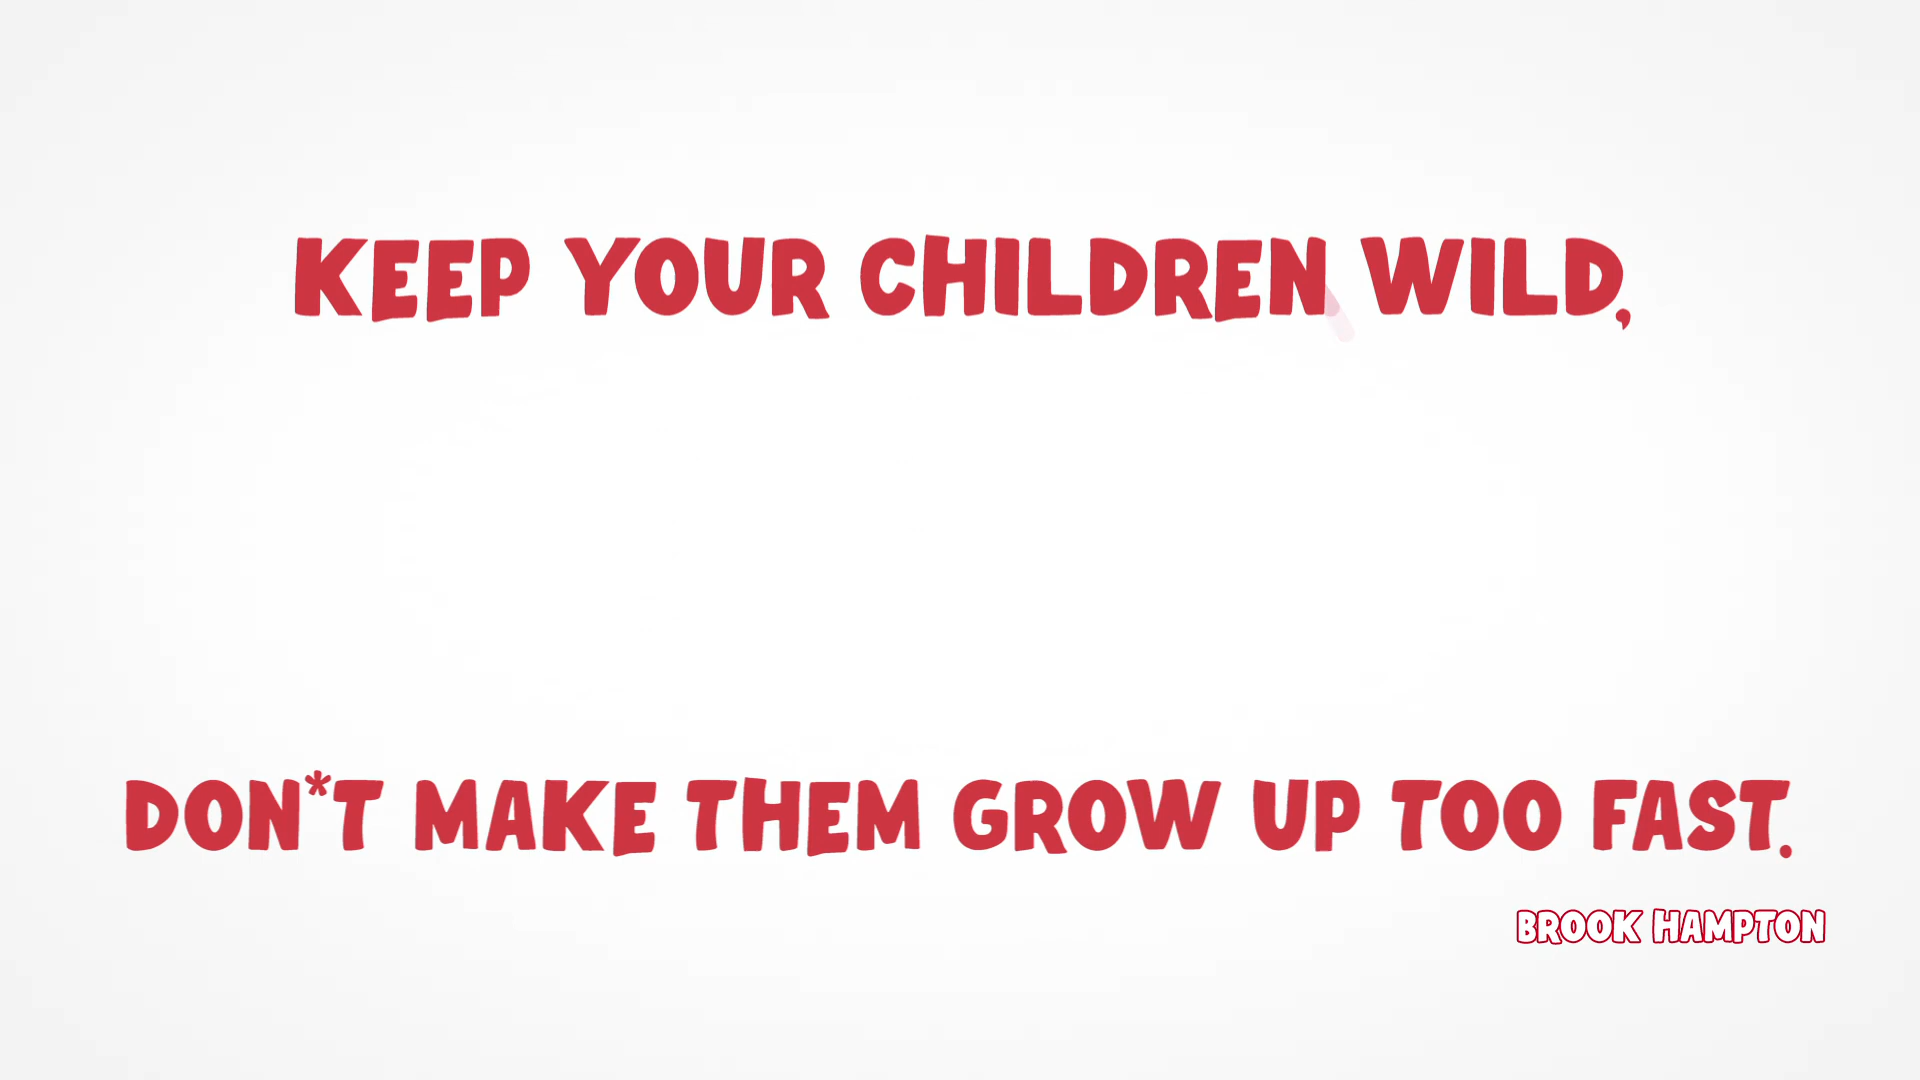 KEEP YOUR CHILDREN WILD,
DON*T MAKE THEM GROW UP TOO FAST.
BROOK HAMPTON